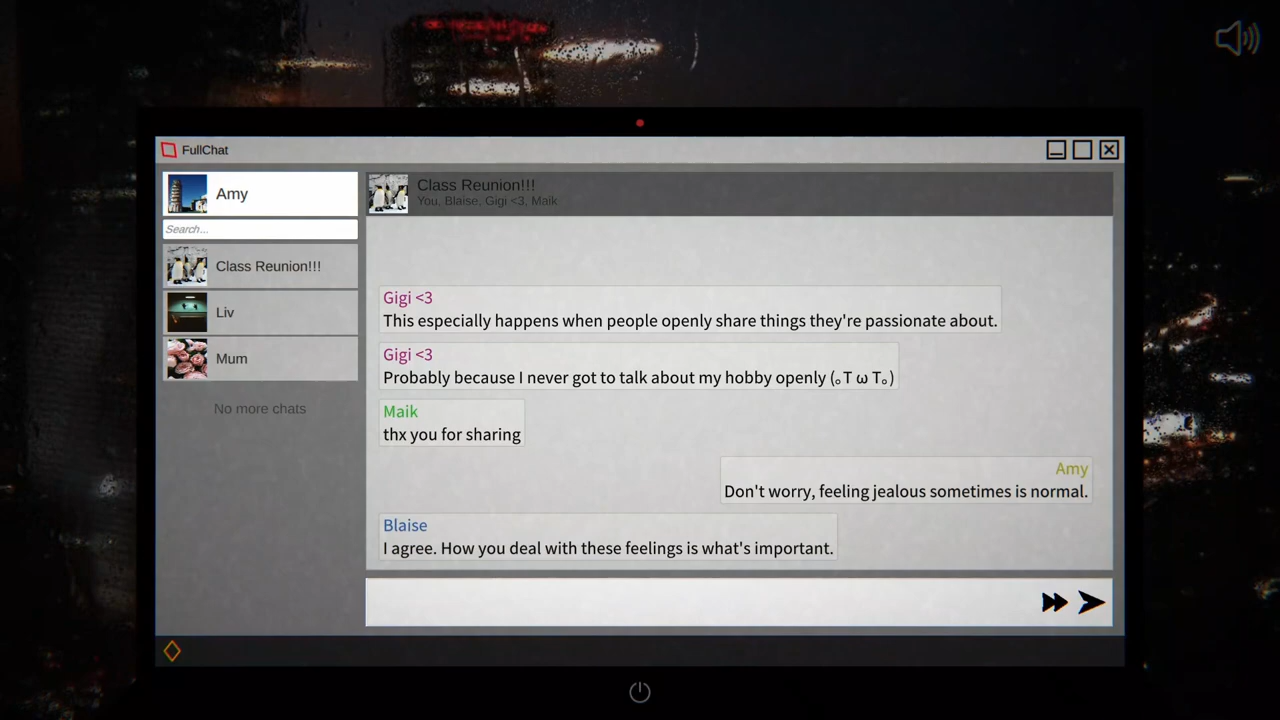 FullChat
Amy
Search...
Class Reunion!!!
Liv
Mum
No more chats
Class Reunion!!!
You, Blaise, Gigi <3, Maik
Gigi <3
This especially happens when people openly share things they're passionate about.
Gigi <3
Probably because I never got to talk about my hobby openly (｡T ω T｡)
Maik
thx you for sharing
Amy
Don't worry, feeling jealous sometimes is normal.
Blaise
I agree. How you deal with these feelings is what's important.